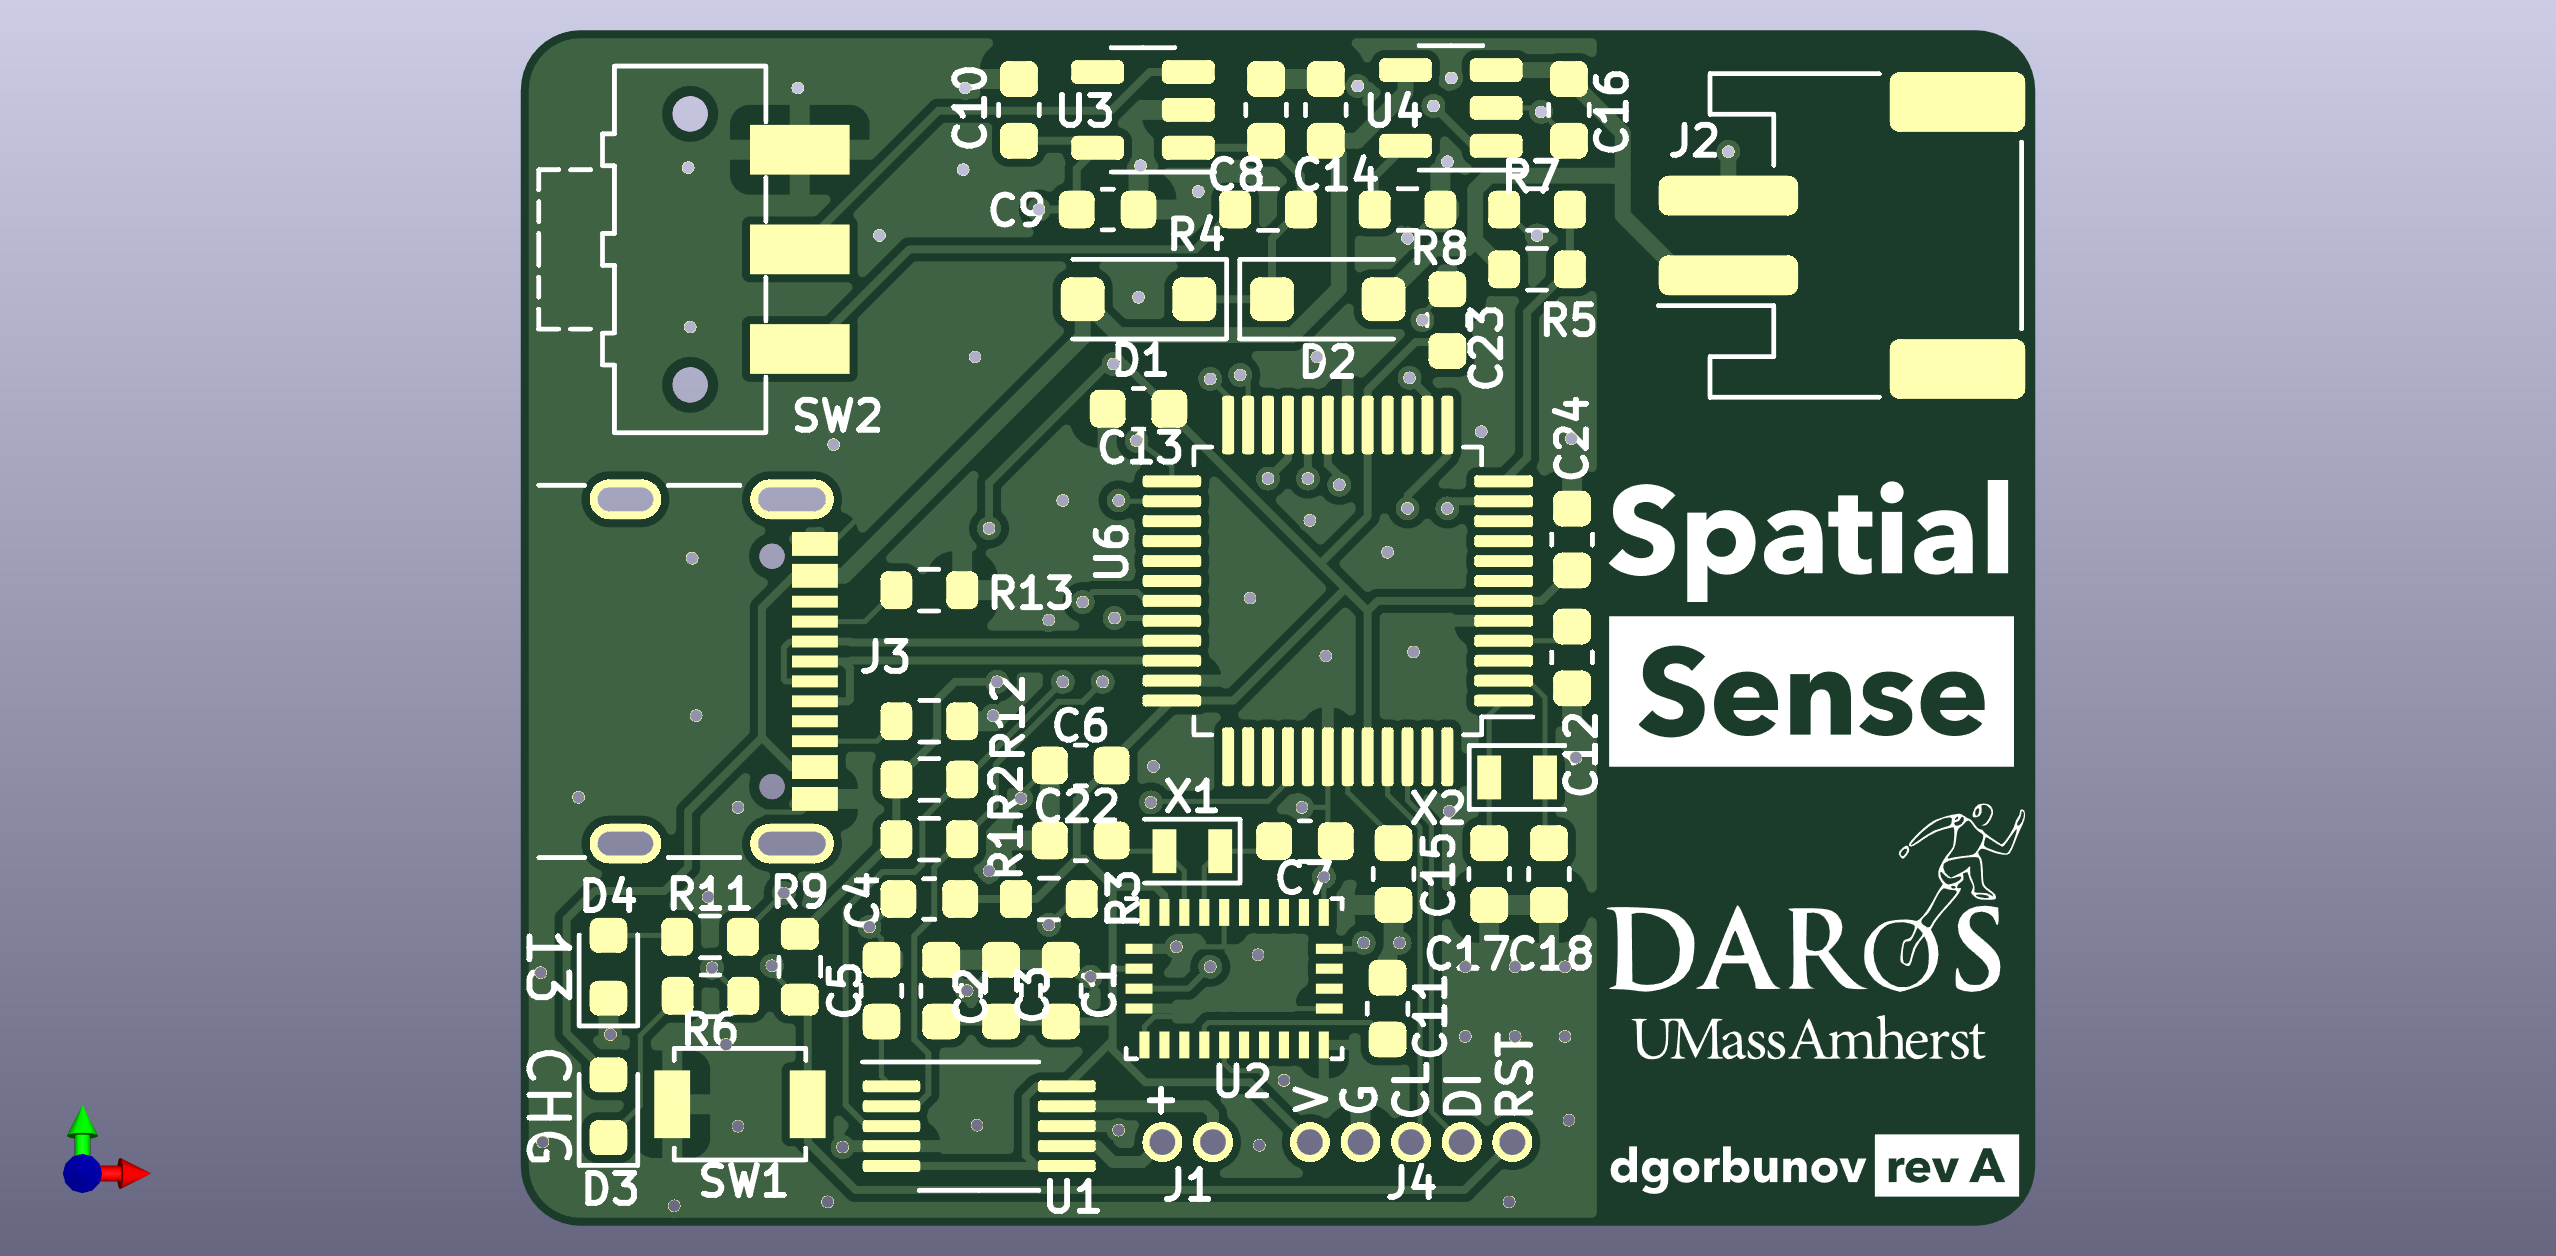 C10
U3
U4
C16
J2
C8
C14
R7
C9
R4
R8
R5
D1
D2
C23
SW2
C13
C24
U6
Spatial
R13
J3
Sense
R12
C6
C12
R2
C22
X1
X2
R1
C7
C15
D4
R11
R9
C4
R3
DAROS
13
C5
C2
C3
C1
C17
C18
R6
C11
UMassAmherst
CHG
U2
+
V
G
CL
DI
RST
D3
SW1
U1
J1
J4
dgorbunov rev A